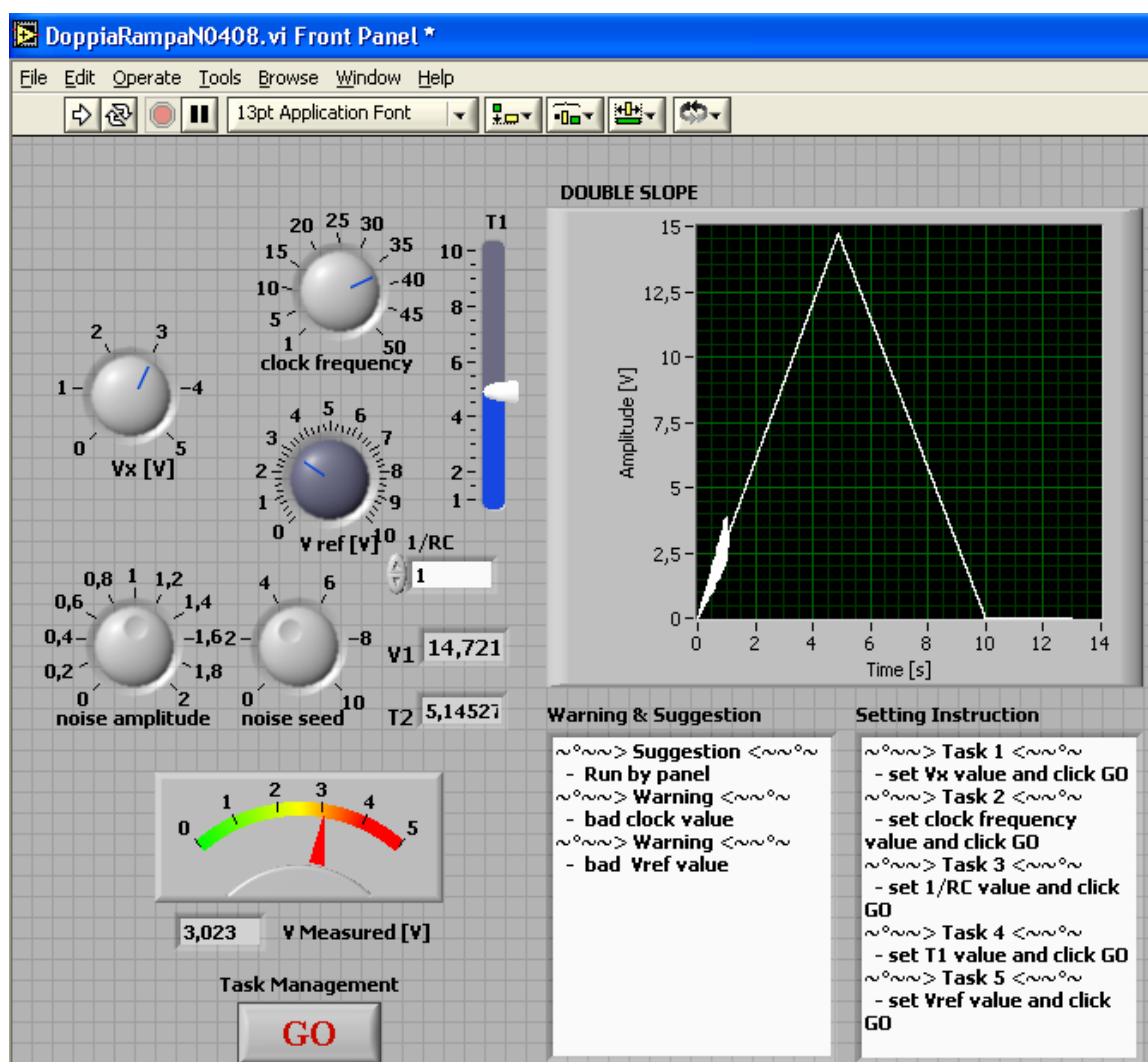 DoppiaRampaN0408.vi Front Panel *
File Edit Operate Tools Browse Window Help
13pt Application Font
DOUBLE SLOPE
1 5 10 15 20 25 30 35 40 45 50
clock frequency
T1
10
8
6
4
2
1
0 1 2 3 4 5
Vx [V]
0 1 2 3 4 5 6 7 8 9 10
V ref [V]
1/RC
1
0 0,2 0,4 0,6 0,8 1 1,2 1,4 1,6 1,8 2
noise amplitude
0 2 4 6 8 10
noise seed
V1 14,721
T2 5,14527
15
12,5
10
7,5
5
2,5
0
Amplitude [V]
0 2 4 6 8 10 12 14
Time [s]
Warning & Suggestion
~°~~> Suggestion <~~°~
- Run by panel
~°~~> Warning <~~°~
- bad clock value
~°~~> Warning <~~°~
- bad Vref value
Setting Instruction
~°~~> Task 1 <~~°~
- set Vx value and click GO
~°~~> Task 2 <~~°~
- set clock frequency
value and click GO
~°~~> Task 3 <~~°~
- set 1/RC value and click
GO
~°~~> Task 4 <~~°~
- set T1 value and click GO
~°~~> Task 5 <~~°~
- set Vref value and click
GO
0 1 2 3 4 5
3,023 V Measured [V]
Task Management
GO